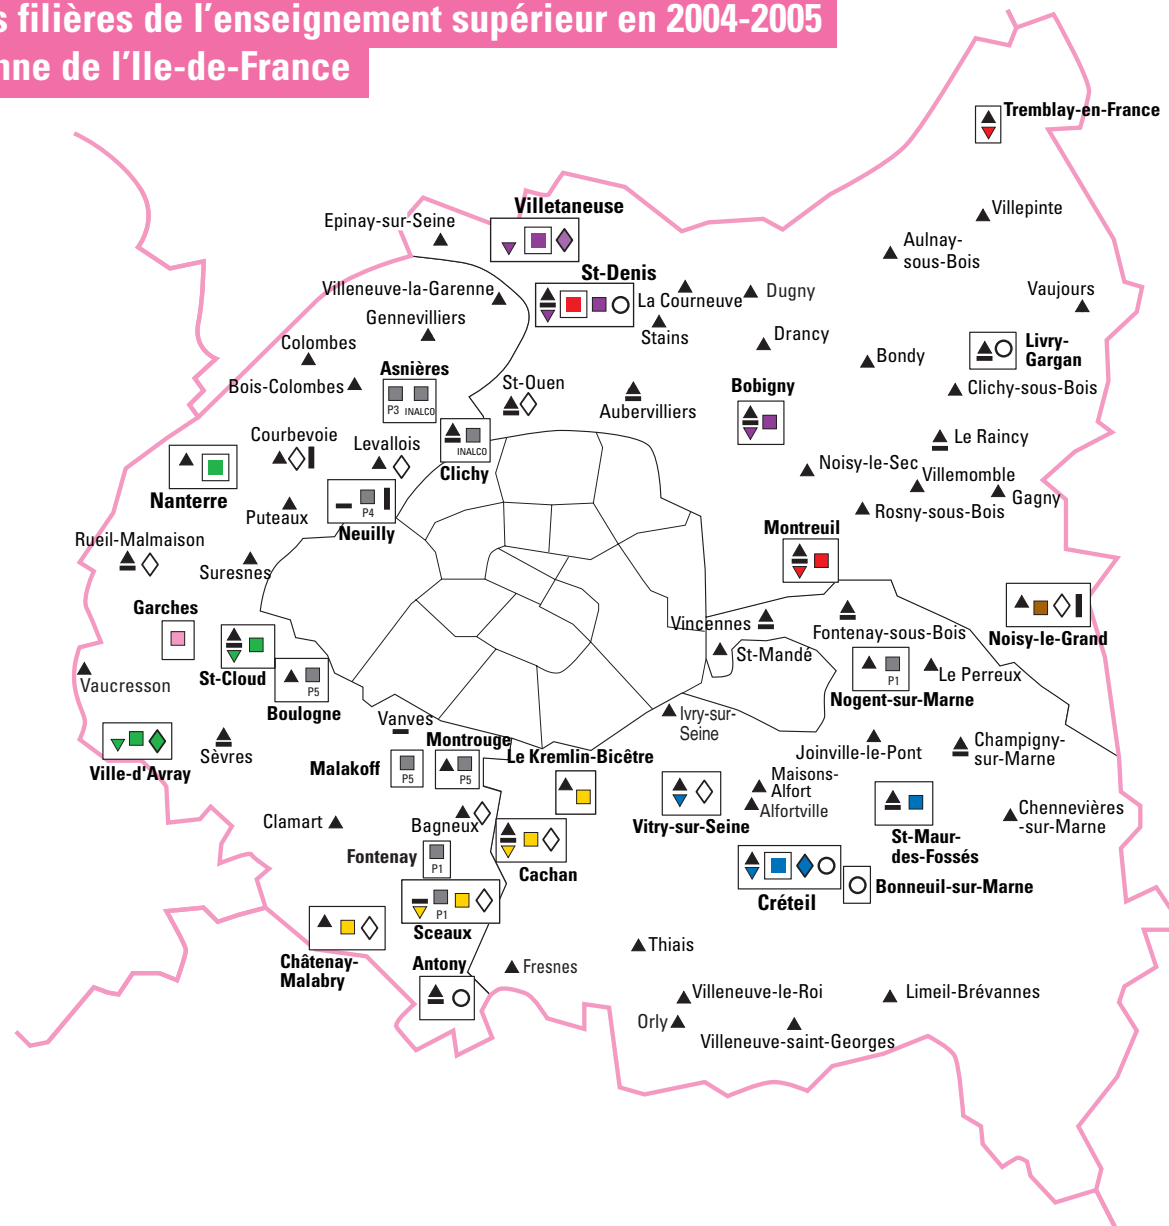 s filières de l'enseignement supérieur en 2004-2005
nne de l'Ile-de-France
Tremblay-en-France
Villepinte
Villetaneuse
Epinay-sur-Seine
Aulnay-
sous-Bois
St-Denis
Villeneuve-la-Garenne
La Courneuve
Dugny
Vaujours
Gennevilliers
Stains
Drancy
Colombes
Livry-
Gargan
Bondy
Asnières
P3
INALCO
Bois-Colombes
St-Ouen
Aubervilliers
Bobigny
Clichy-sous-Bois
Courbevoie
Levallois
INALCO
Clichy
Le Raincy
Noisy-le-Sec
Villemomble
Gagny
Nanterre
Puteaux
P4
Neuilly
Rosny-sous-Bois
Montreuil
Rueil-Malmaison
Suresnes
Garches
Vincennes
Fontenay-sous-Bois
Noisy-le-Grand
St-Mandé
St-Cloud
P5
Boulogne
Vaucresson
P1
Nogent-sur-Marne
Le Perreux
Vanves
Ivry-sur-
Seine
Ville-d'Avray
Sèvres
Malakoff
P5
Montrouge
P5
Le Kremlin-Bicêtre
Joinville-le-Pont
Champigny-
sur-Marne
Maisons-
Alfort
Alfortville
Vitry-sur-Seine
Clamart
Bagneux
St-Maur-
des-Fossés
Chennevières
-sur-Marne
Fontenay
P1
Cachan
Créteil
Bonneuil-sur-Marne
P1
Sceaux
Châtenay-
Malabry
Antony
Fresnes
Thiais
Villeneuve-le-Roi
Limeil-Brévannes
Orly
Villeneuve-saint-Georges